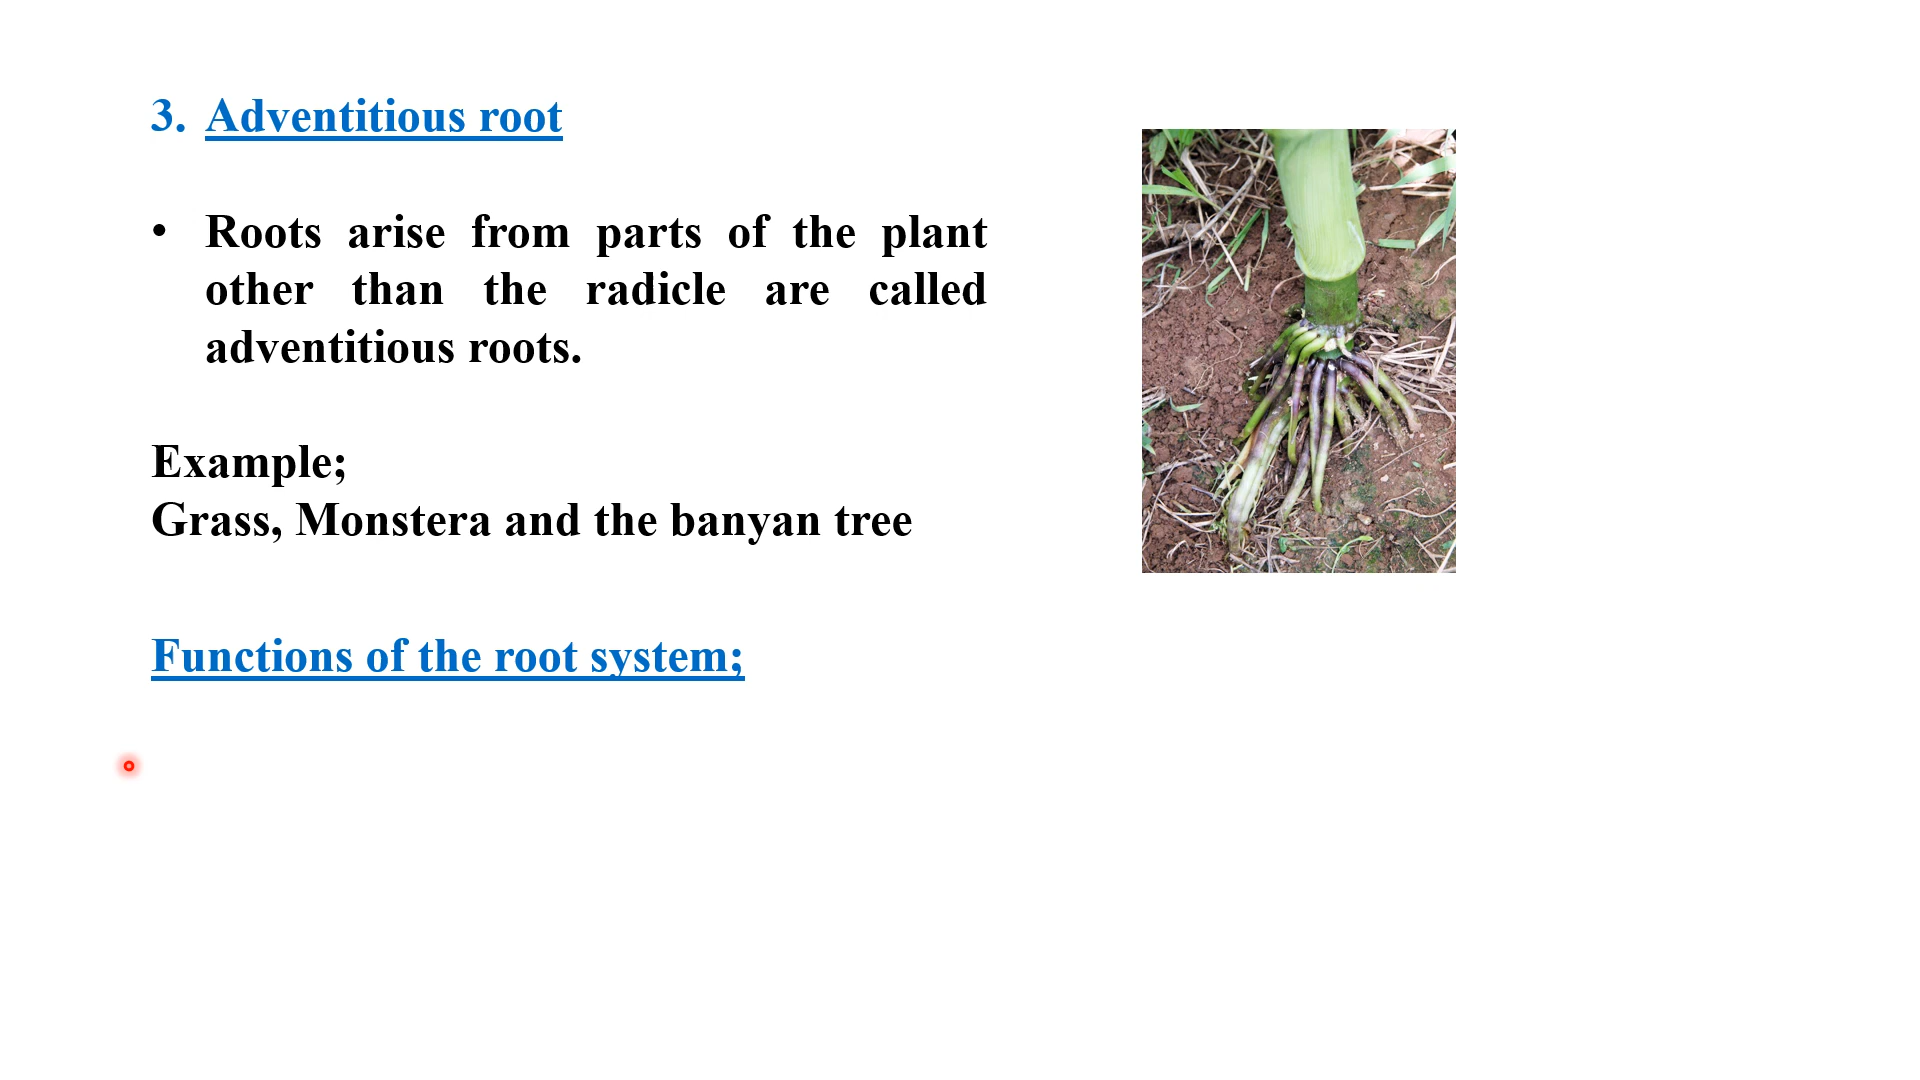 3. Adventitious root
• Roots arise from parts of the plant
other than the radicle are called
adventitious roots.
Example;
Grass, Monstera and the banyan tree
Functions of the root system;